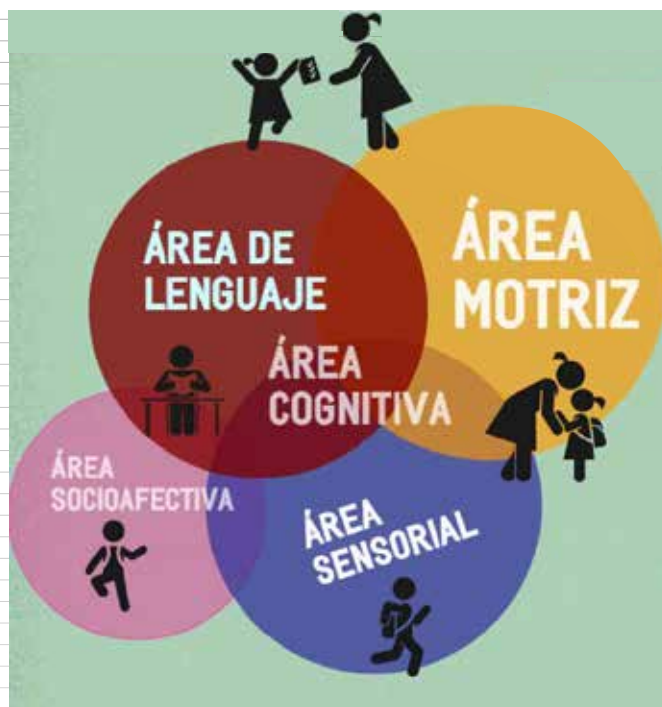 ÁREA DE
LENGUAJE
ÁREA
MOTRIZ
ÁREA
COGNITIVA
ÁREA
SOCIOAFECTIVA
ÁREA
SENSORIAL